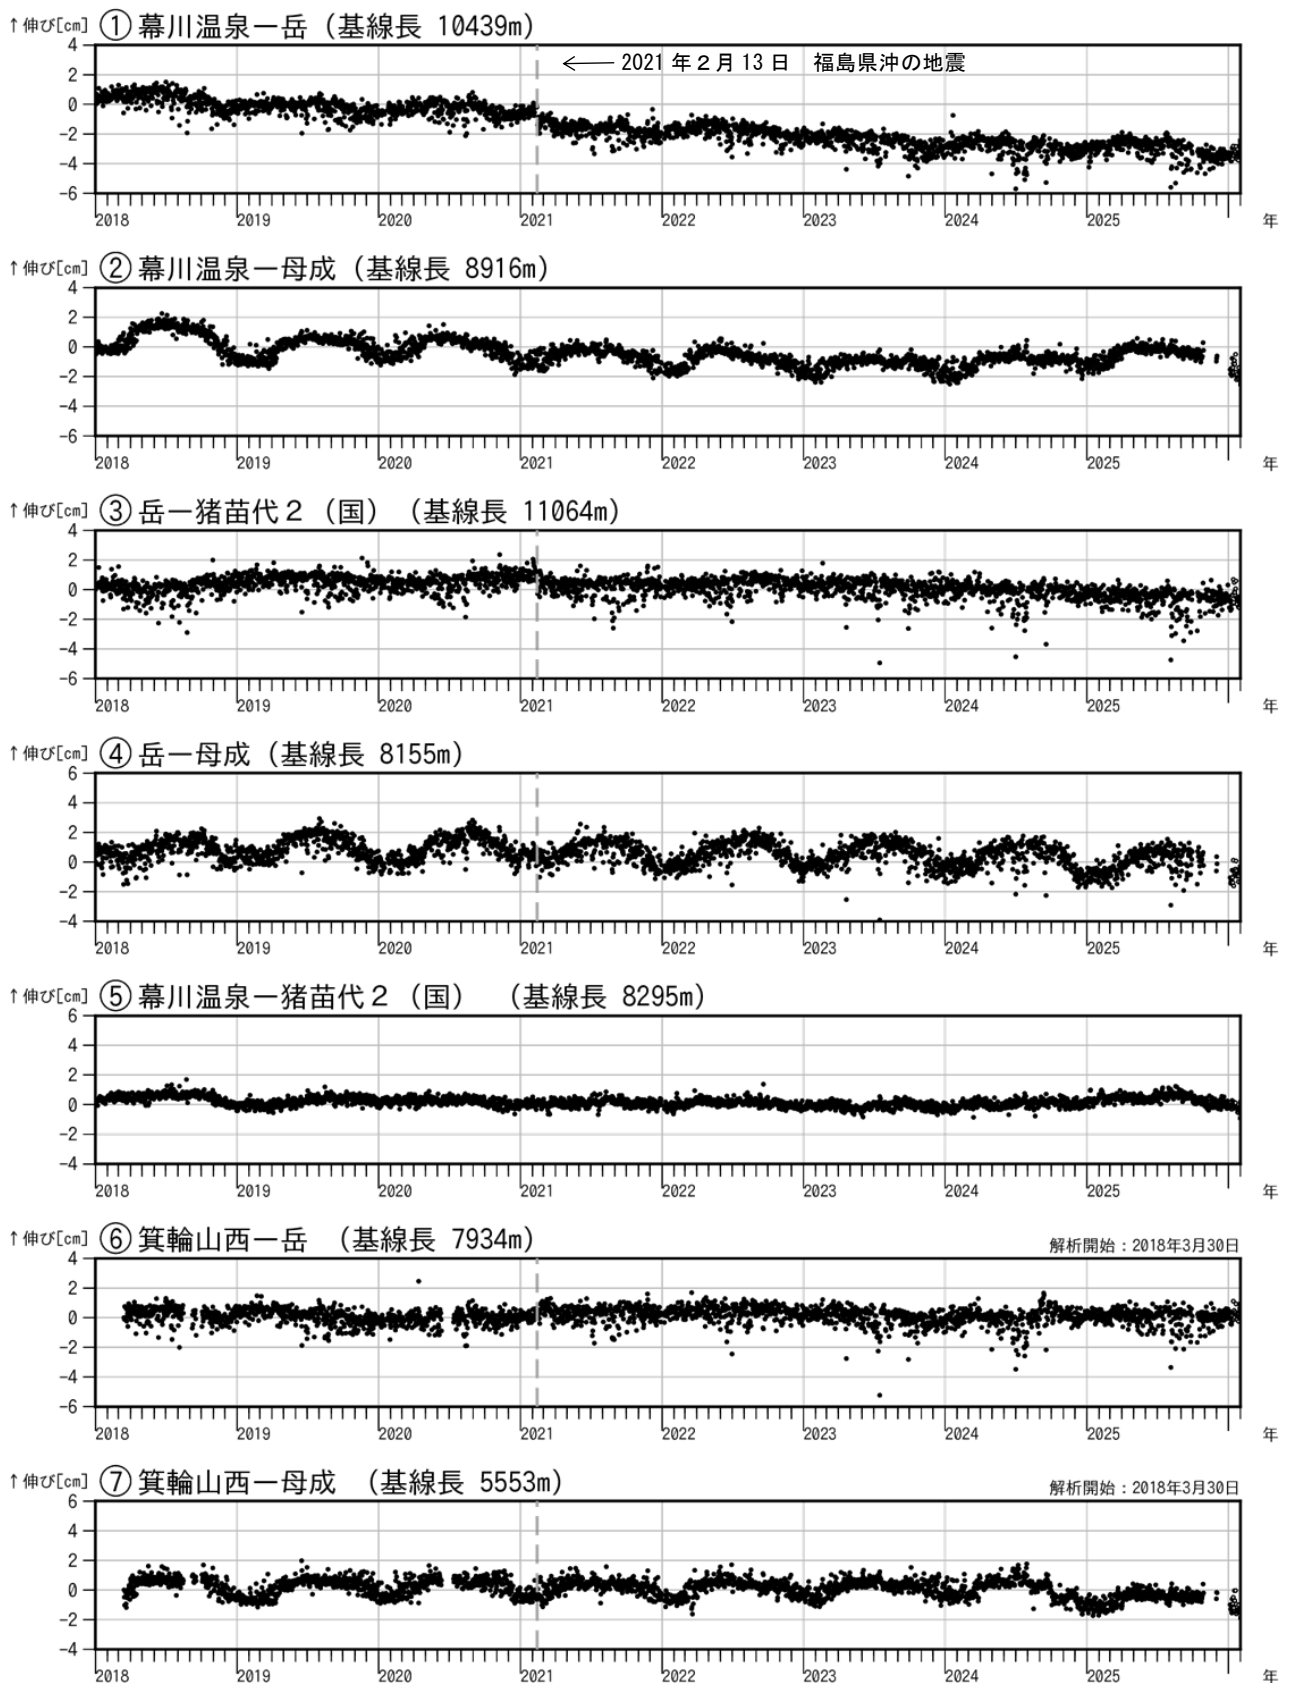 ↑伸び[cm] ①幕川温泉ー岳（基線長 10439m）
4
← 2021年2月13日 福島県沖の地震
2
0
-2
-4
-6
2018 2019 2020 2021 2022 2023 2024 2025 年
↑伸び[cm] ②幕川温泉ー母成（基線長 8916m）
4
2
0
-2
-4
-6
2018 2019 2020 2021 2022 2023 2024 2025 年
↑伸び[cm] ③岳ー猪苗代２（国）（基線長 11064m）
4
2
0
-2
-4
-6
2018 2019 2020 2021 2022 2023 2024 2025 年
↑伸び[cm] ④岳ー母成（基線長 8155m）
6
4
2
0
-2
-4
2018 2019 2020 2021 2022 2023 2024 2025 年
↑伸び[cm] ⑤幕川温泉ー猪苗代２（国） （基線長 8295m）
6
4
2
0
-2
-4
2018 2019 2020 2021 2022 2023 2024 2025 年
↑伸び[cm] ⑥箕輪山西ー岳 （基線長 7934m） 解析開始：2018年3月30日
4
2
0
-2
-4
-6
2018 2019 2020 2021 2022 2023 2024 2025 年
↑伸び[cm] ⑦箕輪山西ー母成 （基線長 5553m） 解析開始：2018年3月30日
6
4
2
0
-2
-4
2018 2019 2020 2021 2022 2023 2024 2025 年